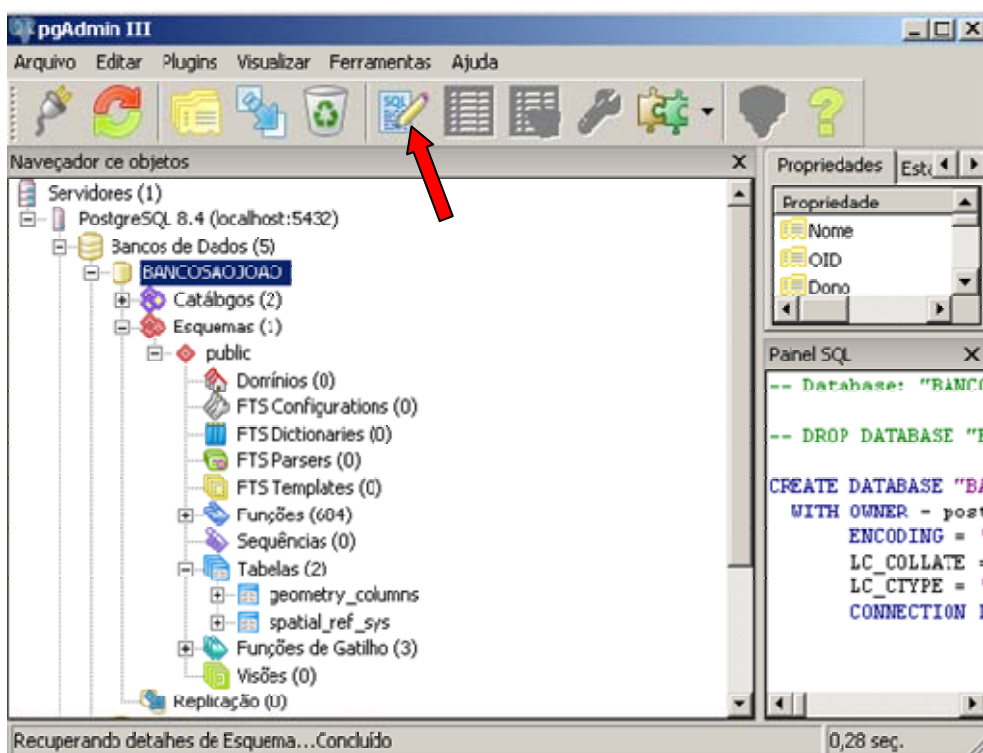 pgAdmin III
Arquivo Editar Plugins Visualizar Ferramentas Ajuda
SQL
Navegador ce objetos
Servidores (1)
PostgreSQL 8.4 (localhost:5432)
Bancos de Dados (5)
BANCOSAOJOAO
Catálogos (2)
Esquemas (1)
public
Domínios (0)
FTS Configurations (0)
FTS Dictionaries (0)
FTS Parsers (0)
FTS Templates (0)
Funções (604)
Sequências (0)
Tabelas (2)
geometry_columns
spatial_ref_sys
Funções de Gatilho (3)
Visões (0)
Replicação (0)
Propriedades Esta
Propriedade
Nome
OID
Dono
Painel SQL
-- Database: "BANCO
-- DROP DATABASE "B
CREATE DATABASE "BA
WITH OWNER = post
ENCODING = '
LC_COLLATE =
LC_CTYPE = '
CONNECTION
Recuperando detalhes de Esquema...Concluído
0,28 seg.